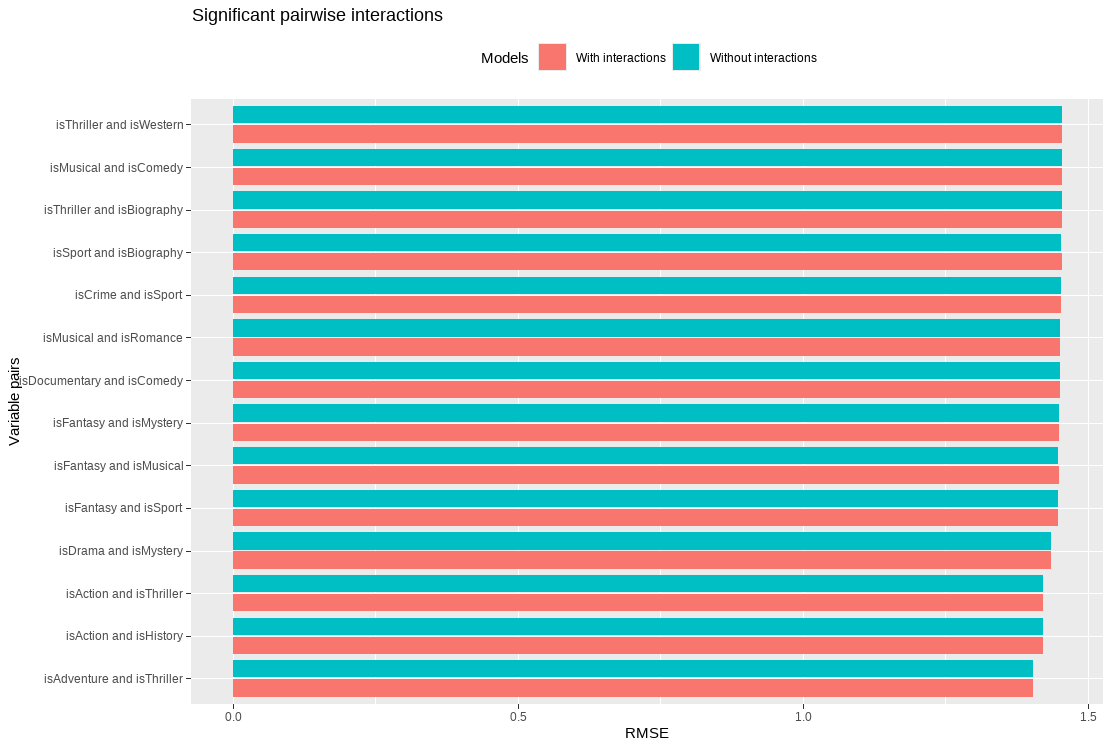 Significant pairwise interactions
Models With interactions Without interactions
isThriller and isWestern
isMusical and isComedy
isThriller and isBiography
isSport and isBiography
isCrime and isSport
isMusical and isRomance
isDocumentary and isComedy
isFantasy and isMystery
isFantasy and isMusical
isFantasy and isSport
isDrama and isMystery
isAction and isThriller
isAction and isHistory
isAdventure and isThriller
Variable pairs
0.0 0.5 1.0 1.5
RMSE